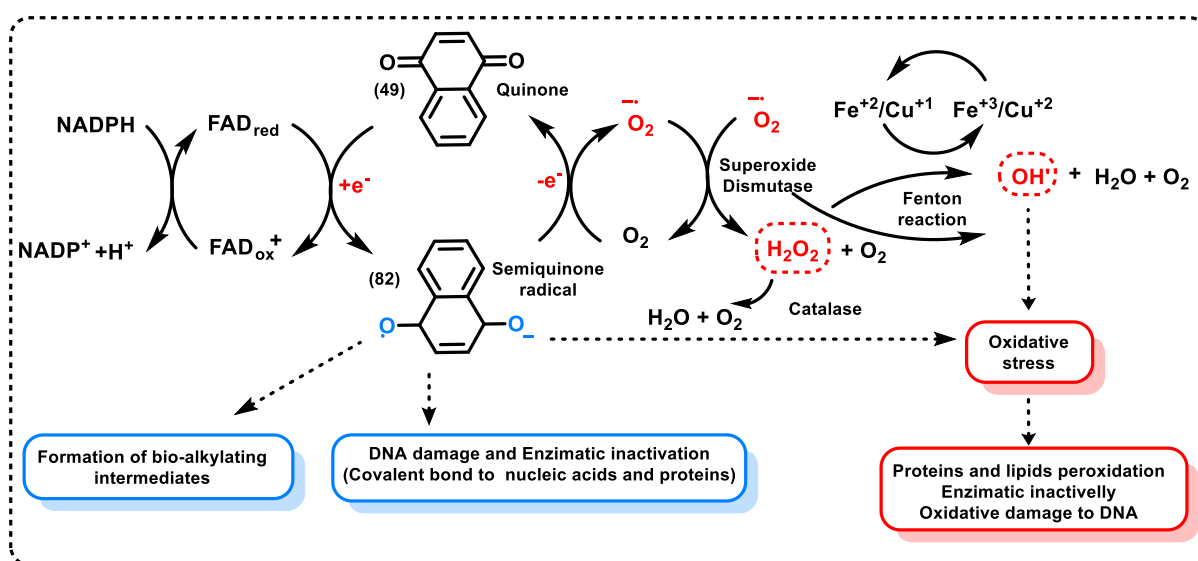 O
O
(49)
Quinone
NADPH
FADred
+e-
-e-
O2-·
O2-·
Fe+2/Cu+1
Fe+3/Cu+2
Superoxide
Dismutase
OH·
+ H2O + O2
Fenton
reaction
NADP+ +H+
FADox+
O2
H2O2
+ O2
(82)
Semiquinone
radical
O·
O-
H2O + O2
Catalase
Oxidative
stress
Formation of bio-alkylating
intermediates
DNA damage and Enzimatic inactivation
(Covalent bond to nucleic acids and proteins)
Proteins and lipids peroxidation
Enzimatic inactivelly
Oxidative damage to DNA